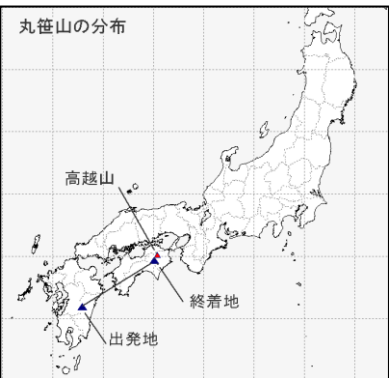 丸笹山の分布
高越山
終着地
出発地